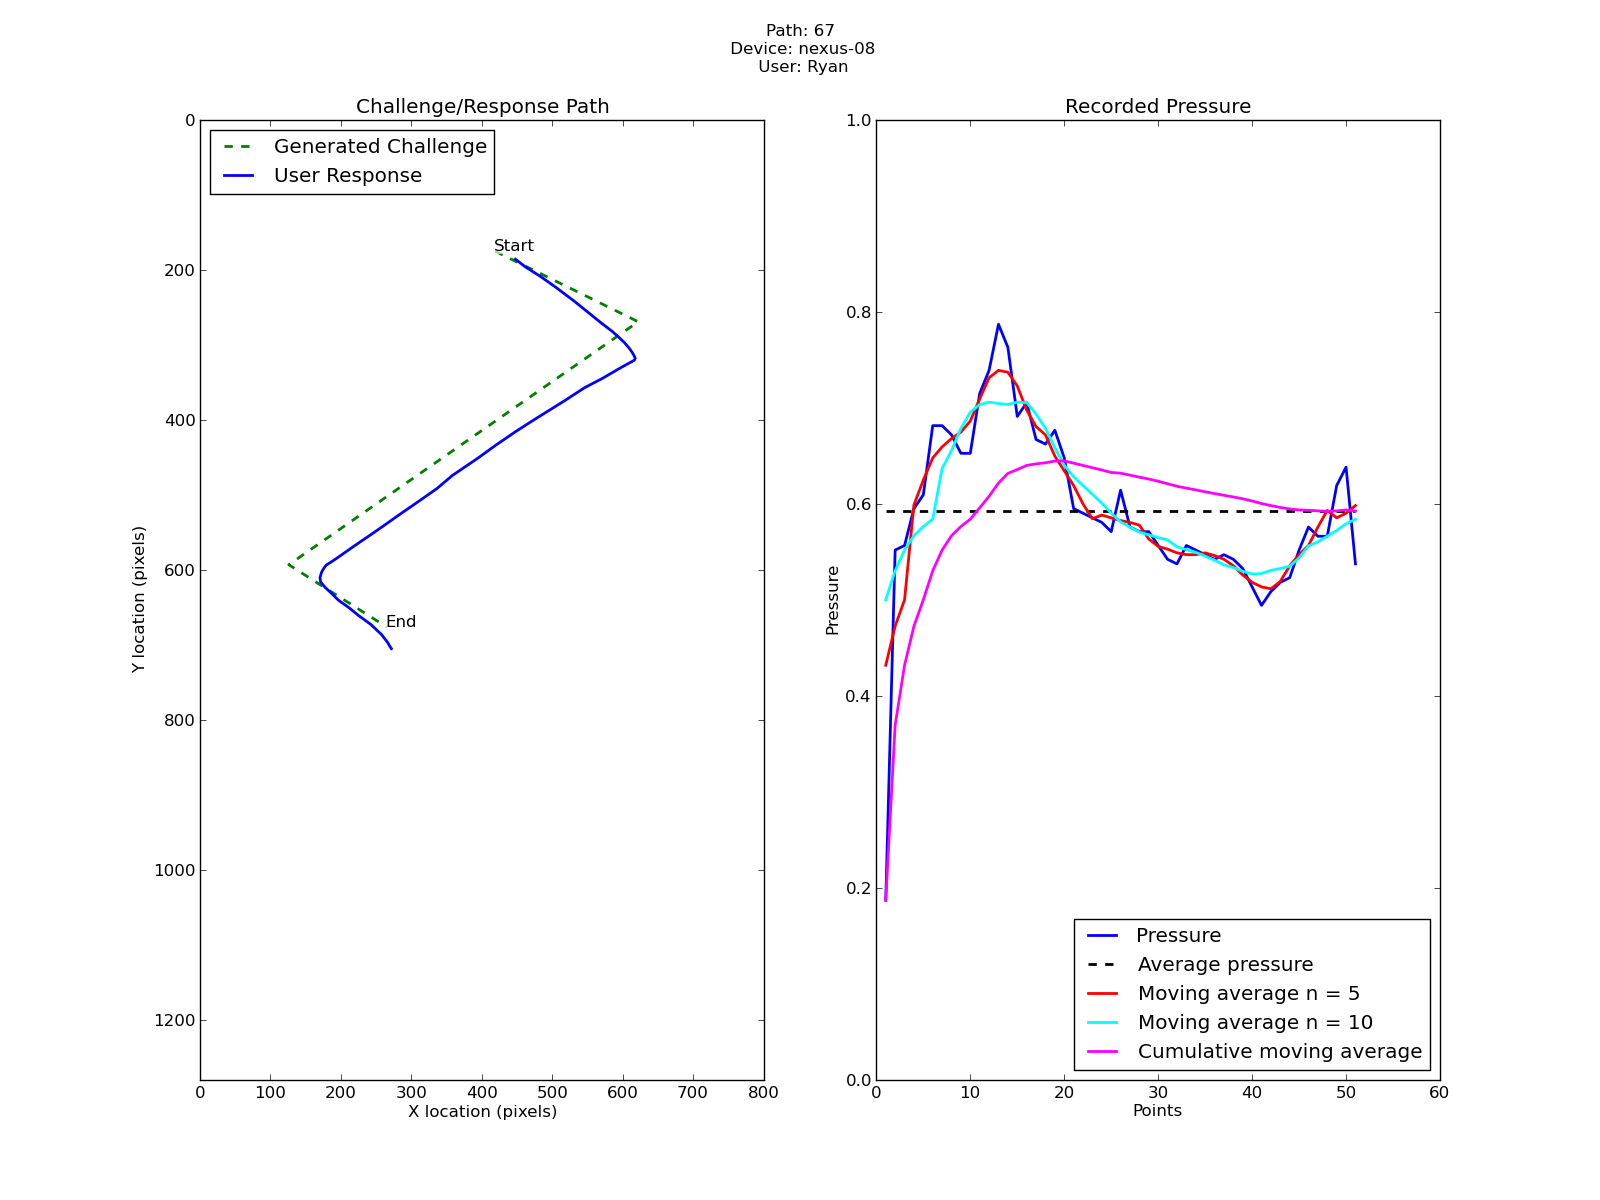 Path: 67
Device: nexus-08
User: Ryan
Challenge/Response Path
0
200
400
600
800
1000
1200
Y location (pixels)
Generated Challenge
User Response
Start
End
0 100 200 300 400 500 600 700 800
X location (pixels)
Recorded Pressure
1.0
0.8
0.6
0.4
0.2
0.0
Pressure
Pressure
Average pressure
Moving average n = 5
Moving average n = 10
Cumulative moving average
0 10 20 30 40 50 60
Points